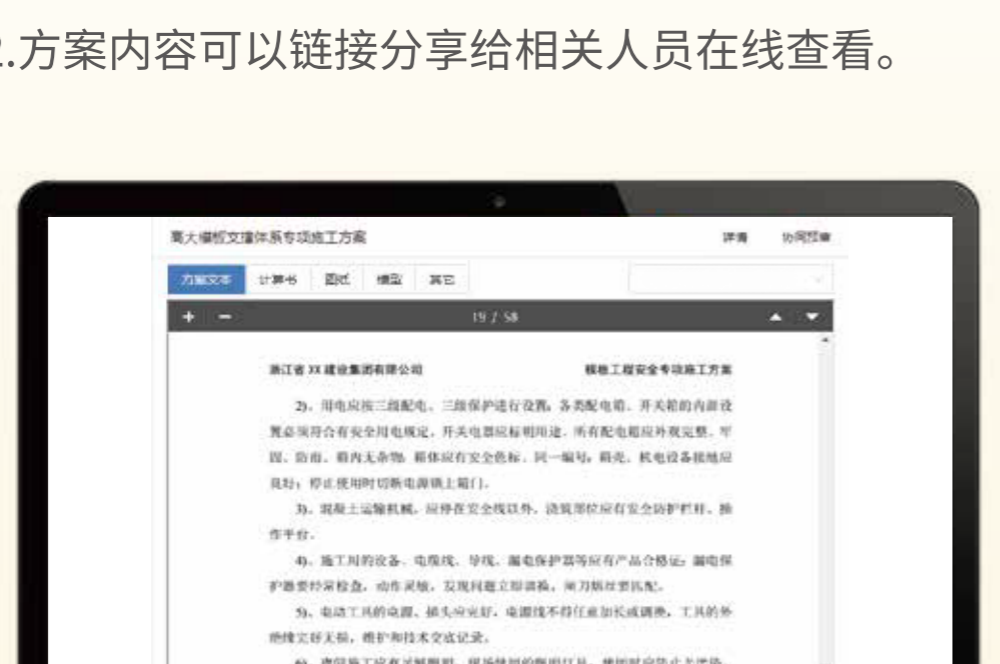 2.方案内容可以链接分享给相关人员在线查看。
高大模板支撑体系专项施工方案 详情 协同预审
方案文本 计算书 图纸 模型 其它
+ − 19 / 58
浙江省 XX 建设集团有限公司 模板工程安全专项施工方案
2)、用电应按三级配电、三级保护进行设置；各类配电箱、开关箱的内部设
置必须符合有关安全用电规定，开关电器应标明用途。所有配电箱应外观完整、牢
固、防雨、箱内无杂物；箱体应有安全色标、同一编号；箱壳、机电设备接地应
良好；停止使用时切断电源锁上箱门。
3)、混凝土运输机械，应停在安全线以外，浇筑部位应有安全防护栏杆，操
作平台。
4)、施工用的设备、电缆线、导线、漏电保护器等应有产品合格证；漏电保
护器要经常检查，动作灵敏，发现问题立即调换，闸刀熔丝要匹配。
5)、电动工具的电源、插头应完好，电源线不得任意加长或调换，工具的外
绝缘完好无损，维护和技术交底记录。